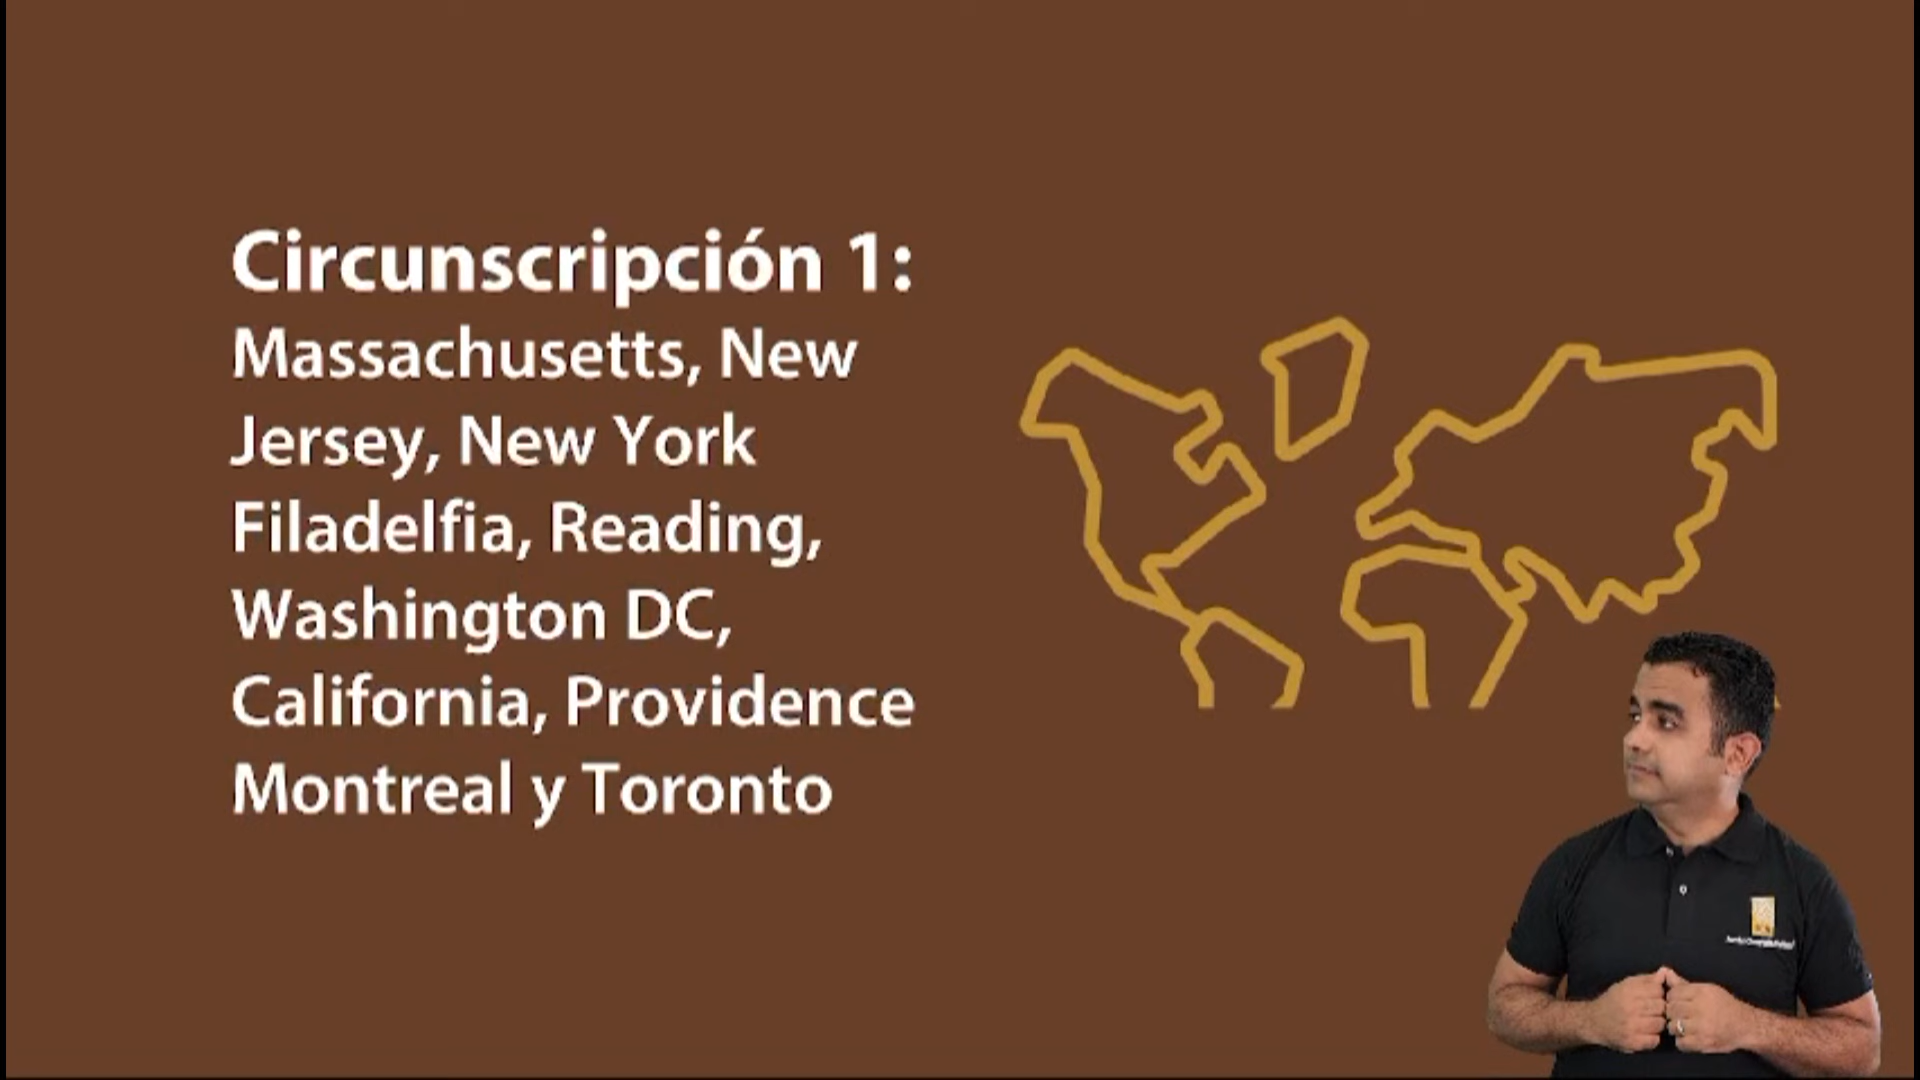 Circunscripción 1:
Massachusetts, New
Jersey, New York
Filadelfia, Reading,
Washington DC,
California, Providence
Montreal y Toronto